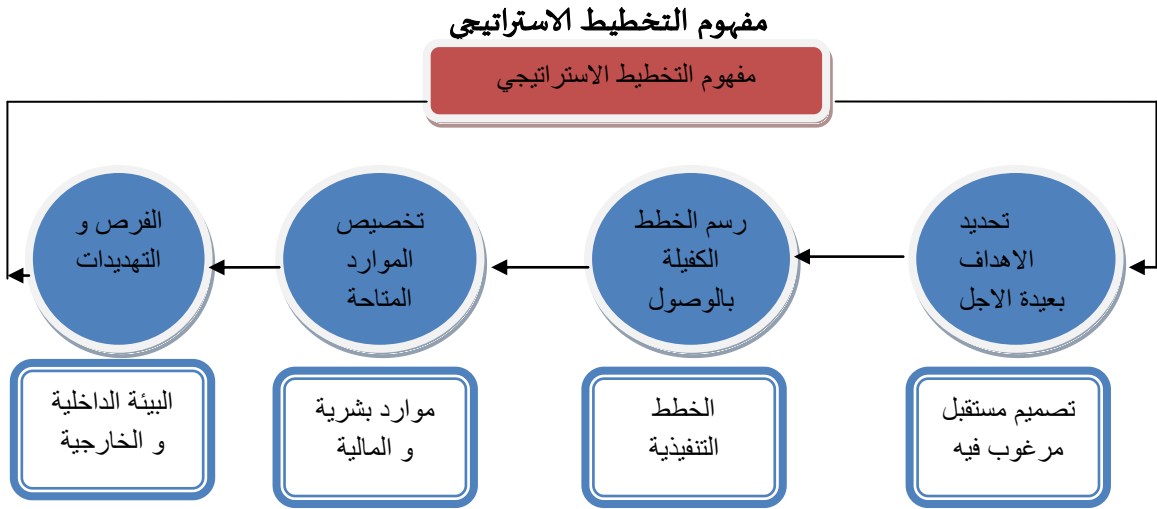 مفهوم التخطيط الاستراتيجي
مفهوم التخطيط الاستراتيجي
تحديد
الاهداف
بعيدة الاجل
رسم الخطط
الكفيلة
بالوصول
تخصيص
الموارد
المتاحة
الفرص و
التهديدات
تصميم مستقبل
مرغوب فيه
الخطط
التنفيذية
موارد بشرية
و المالية
البيئة الداخلية
و الخارجية